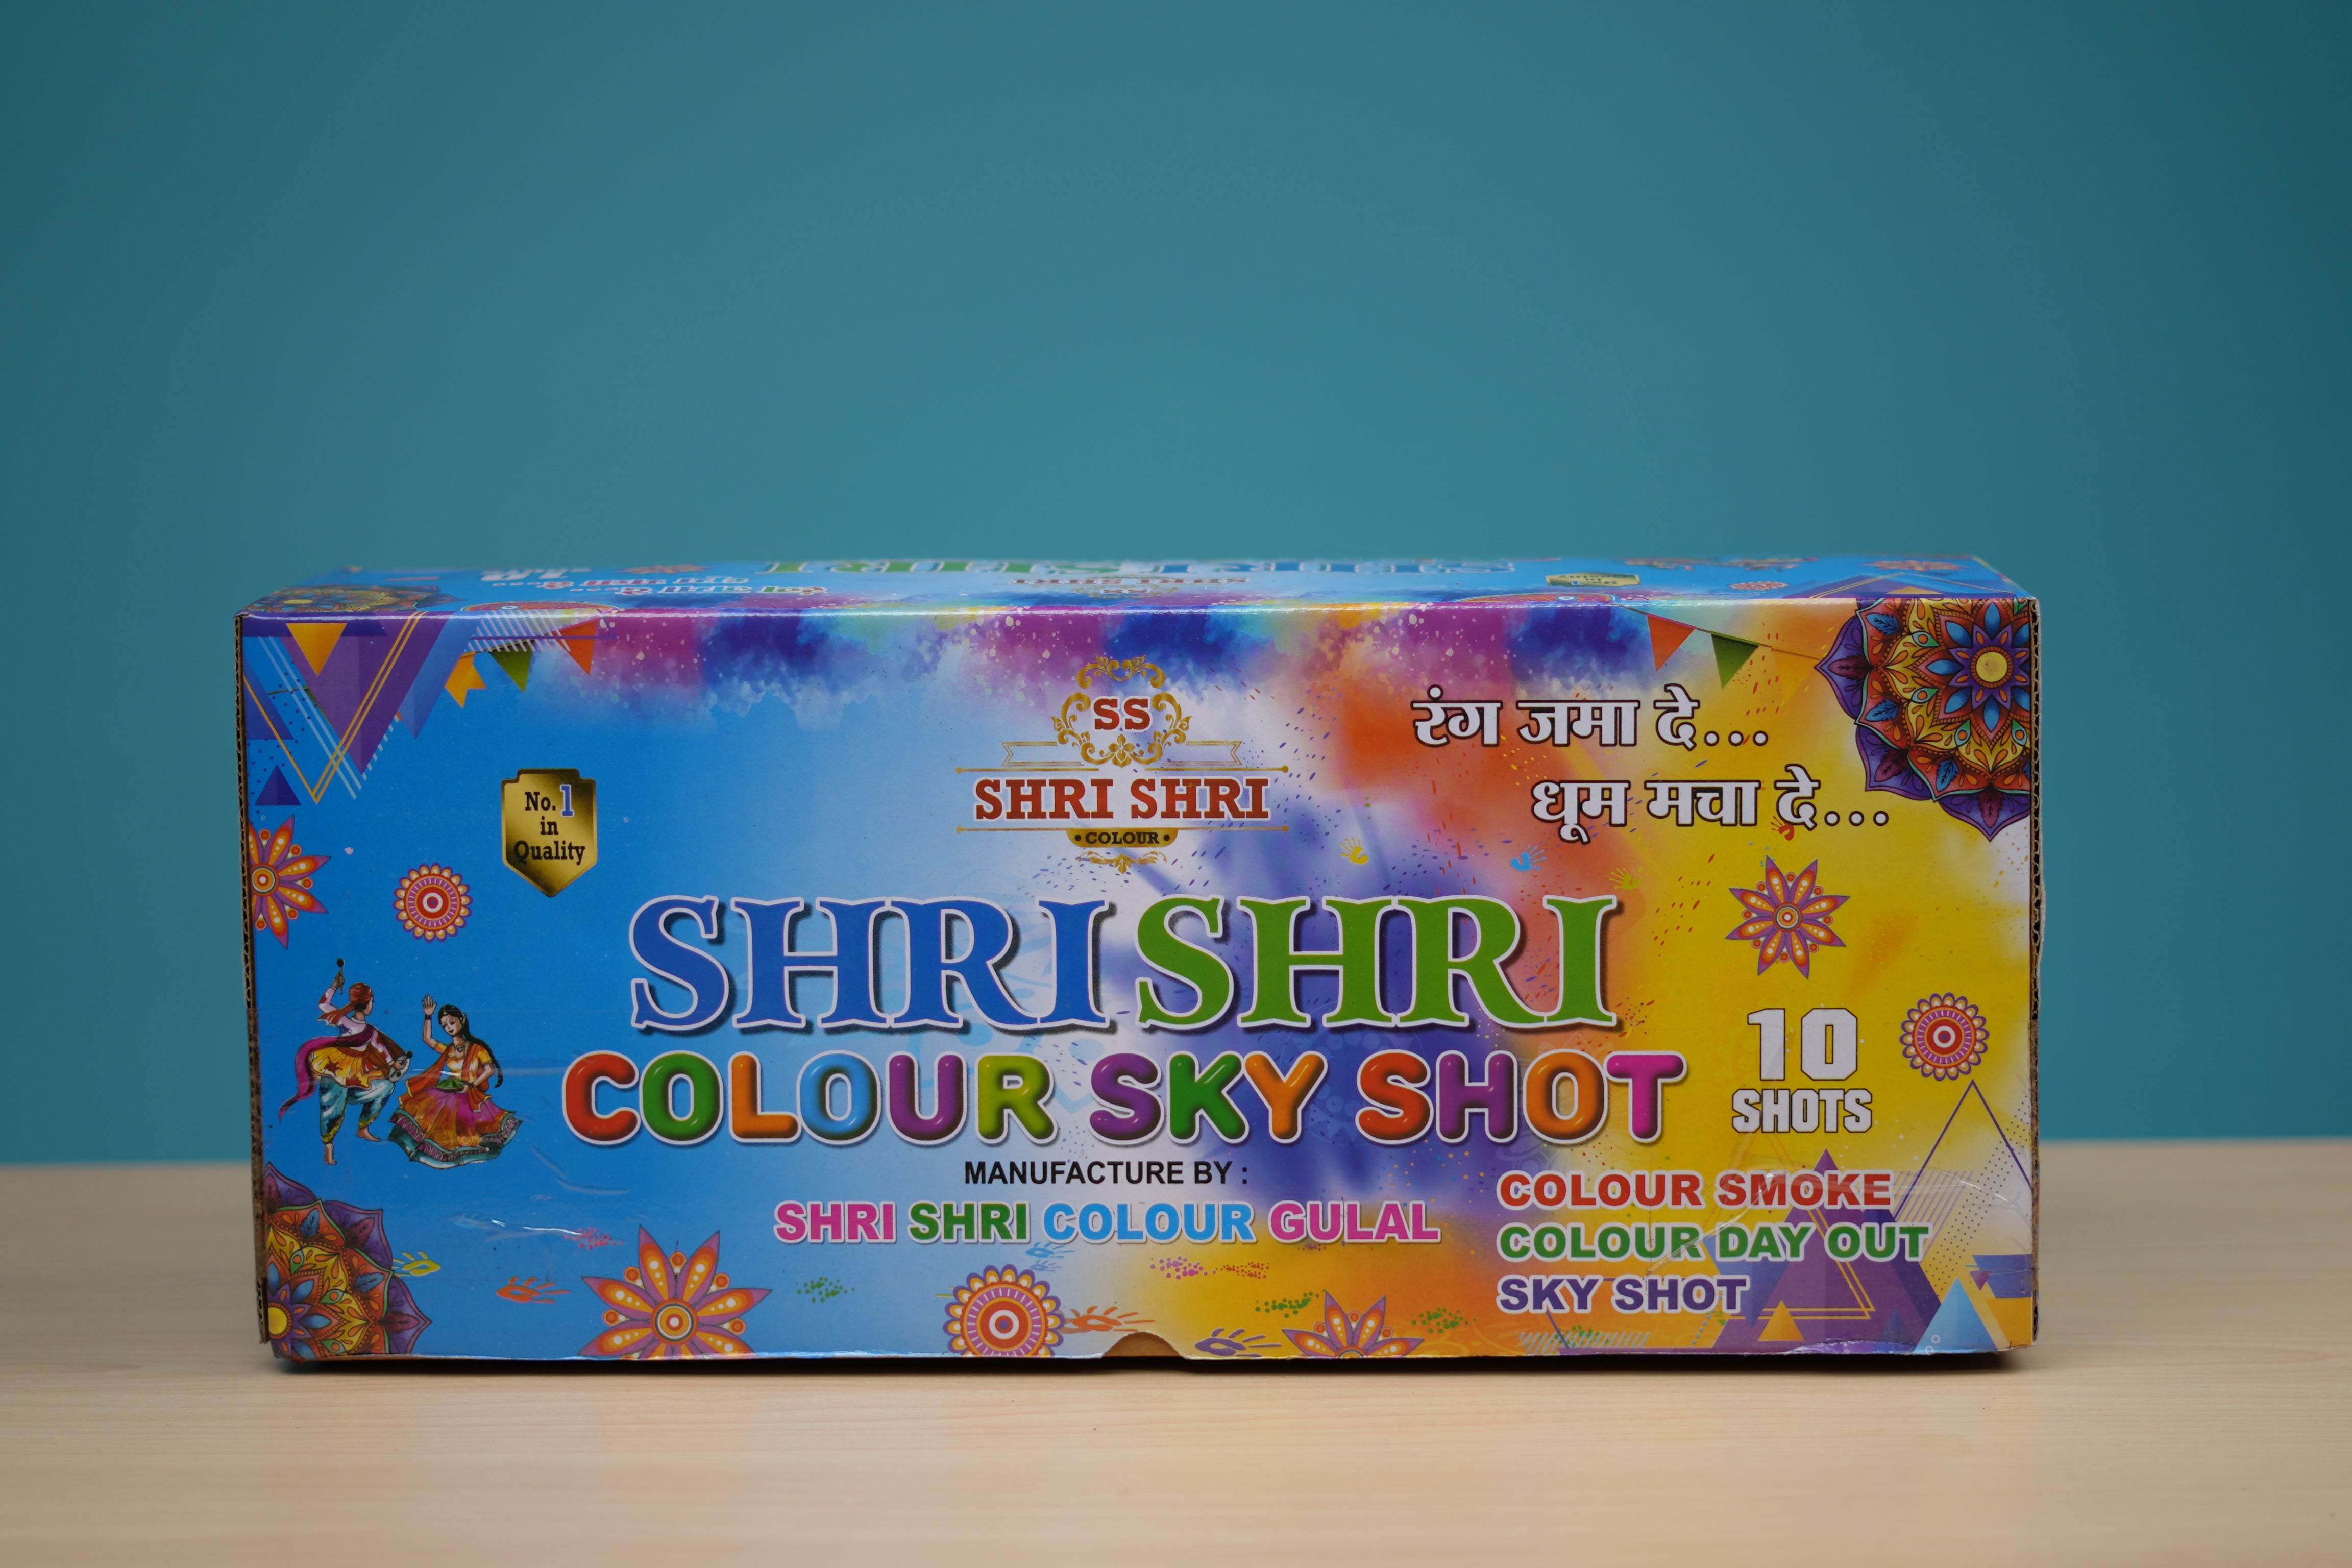 SS
SHRI SHRI
• COLOUR •
रंग जमा दे...
धूम मचा दे...
No. 1
in
Quality
SHRI SHRI
COLOUR SKY SHOT
10
SHOTS
MANUFACTURE BY :
SHRI SHRI COLOUR GULAL
COLOUR SMOKE
COLOUR DAY OUT
SKY SHOT